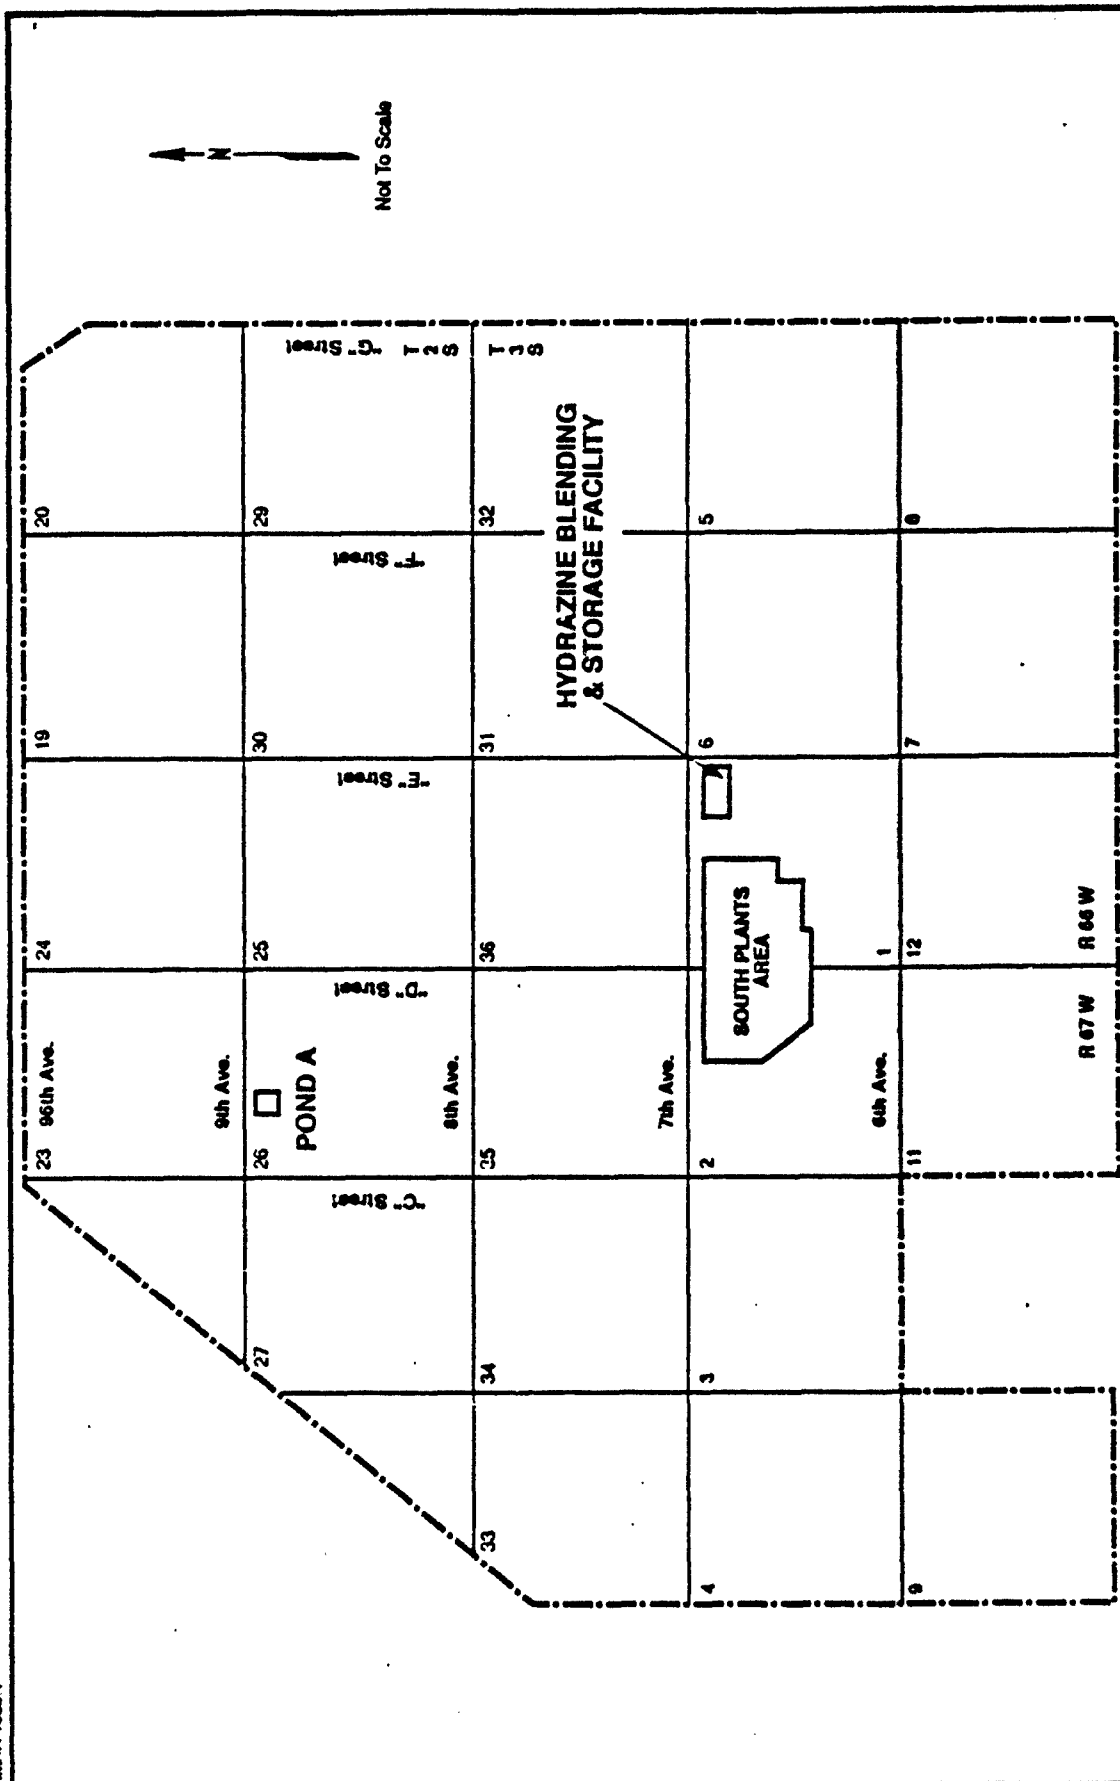 23
96th Ave.
24
19
20
N
Not To Scale
9th Ave.
27
26
25
30
29
POND A
"C" Street
"D" Street
"E" Street
"F" Street
"G" Street
T
2
S
8th Ave.
33
34
35
36
31
32
T
3
S
HYDRAZINE BLENDING
& STORAGE FACILITY
7th Ave.
4
3
2
6
5
SOUTH PLANTS
AREA
1
6th Ave.
9
11
12
7
8
R 67 W
R 66 W